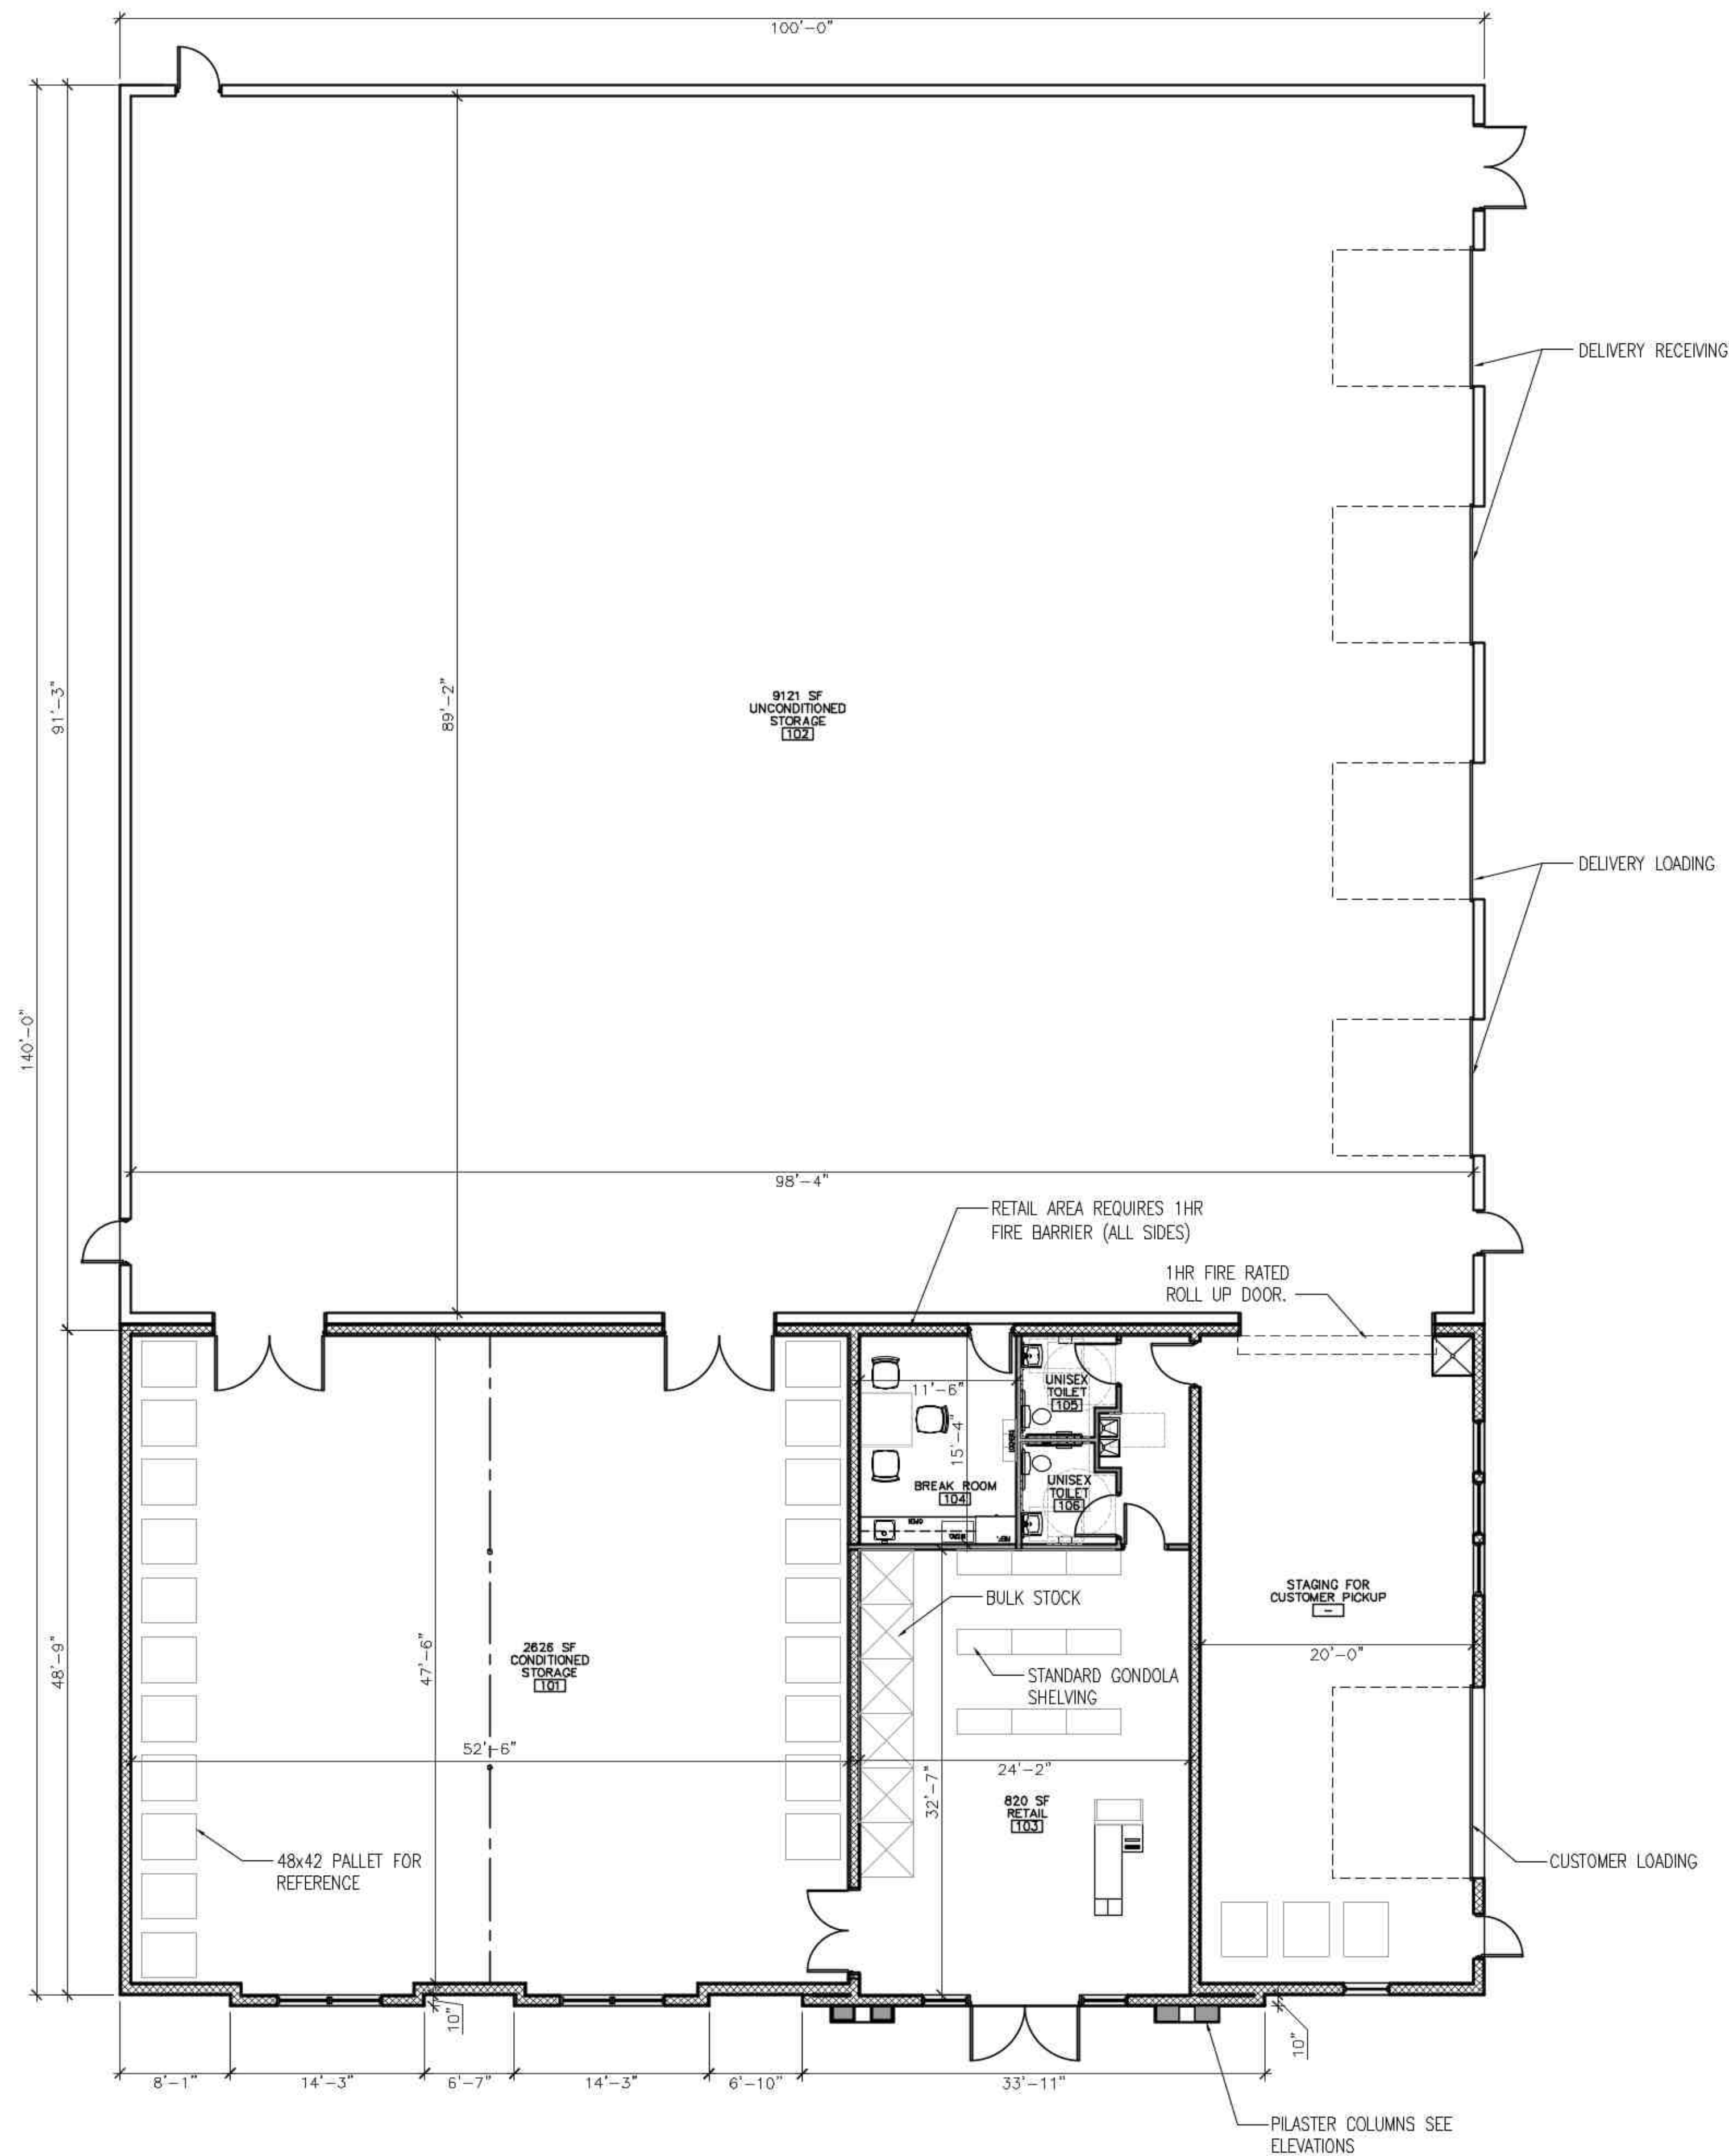 100'-0"
DELIVERY RECEIVING
91'-3"
89'-2"
9121 SF
UNCONDITIONED
STORAGE
102
DELIVERY LOADING
140'-0"
98'-4"
RETAIL AREA REQUIRES 1HR
FIRE BARRIER (ALL SIDES)
1HR FIRE RATED
ROLL UP DOOR.
11'-6"
15'-4"
UNISEX
TOILET
105
BREAK ROOM
104
UNISEX
TOILET
106
REF.
BULK STOCK
STAGING FOR
CUSTOMER PICKUP
-
48'-9"
47'-6"
2626 SF
CONDITIONED
STORAGE
101
STANDARD GONDOLA
SHELVING
20'-0"
52'-6"
24'-2"
32'-7"
820 SF
RETAIL
103
48x42 PALLET FOR
REFERENCE
CUSTOMER LOADING
10"
10"
8'-1"
14'-3"
6'-7"
14'-3"
6'-10"
33'-11"
PILASTER COLUMNS SEE
ELEVATIONS